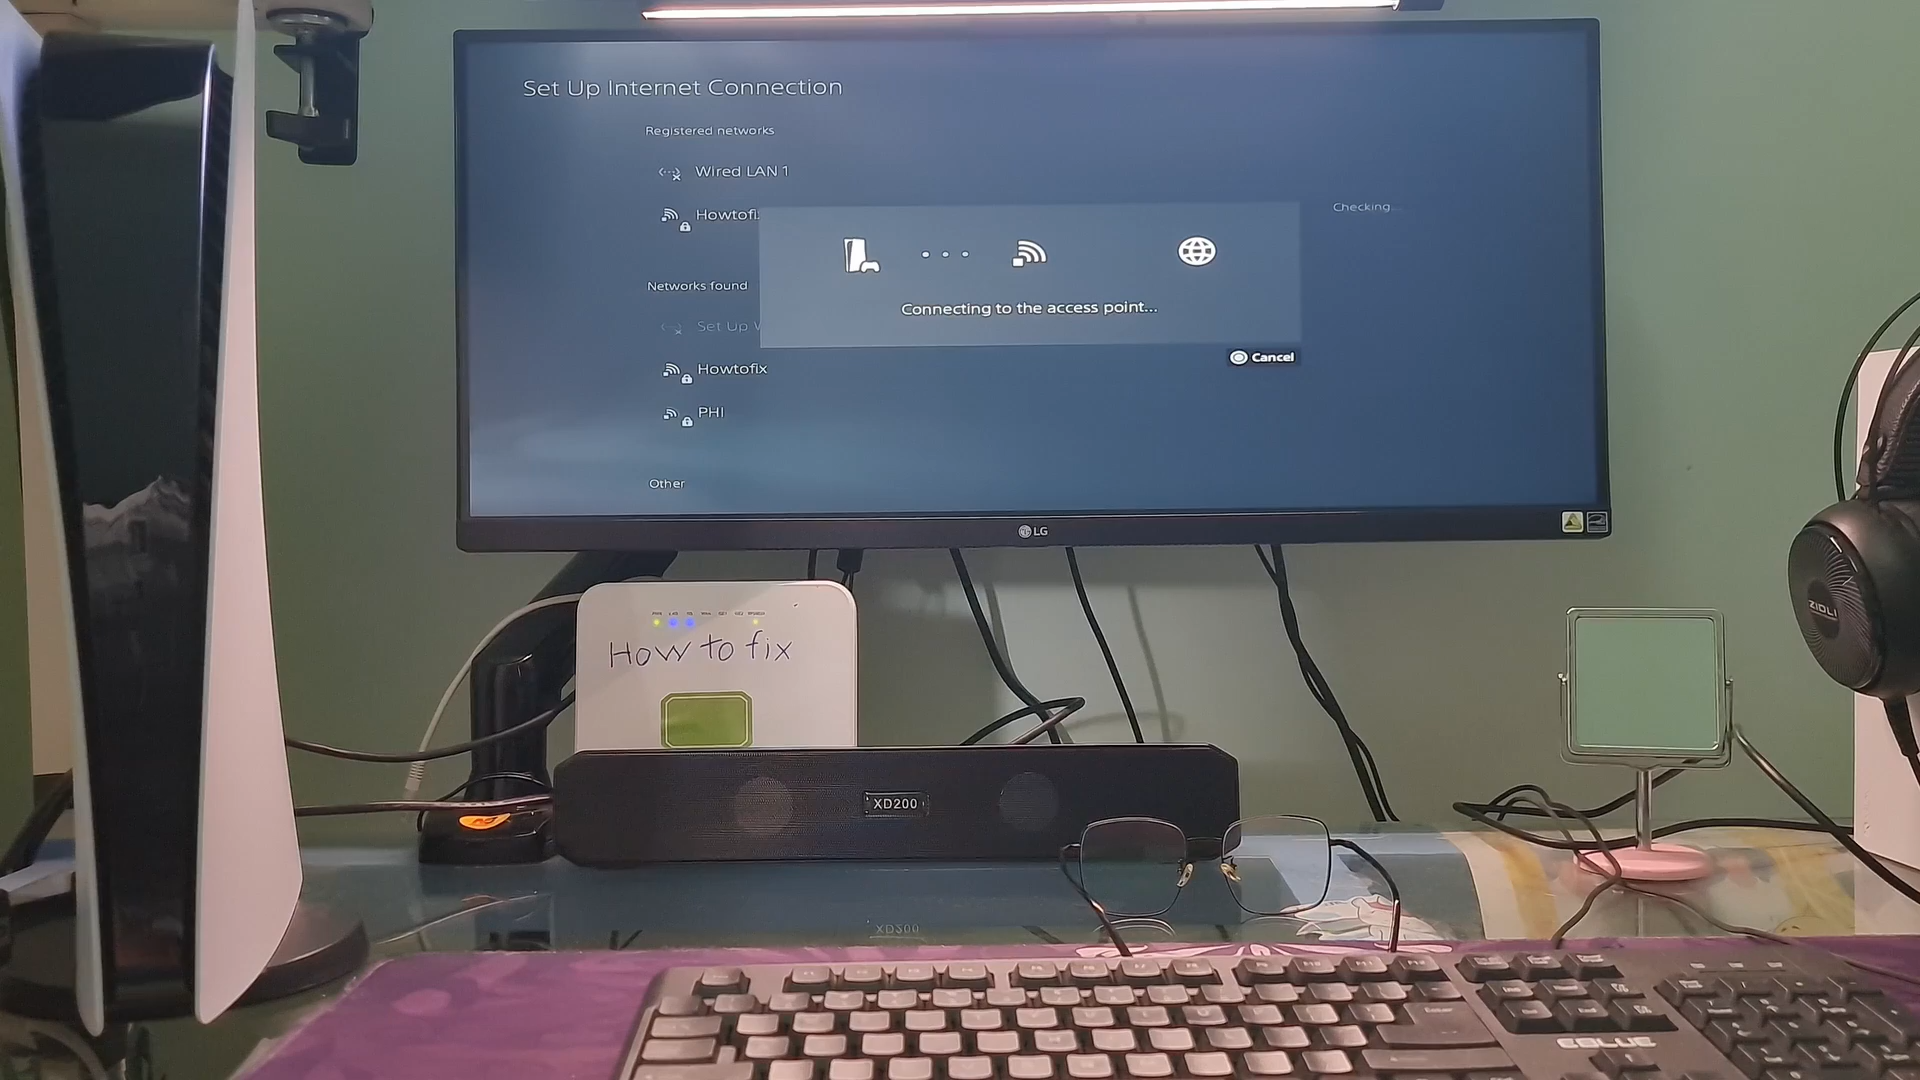 Set Up Internet Connection
Registered networks
Wired LAN 1
Howtofi
Checking...
Connecting to the access point...
Networks found
Set Up
Cancel
Howtofix
PHI
Other
LG
How to fix
XD200
ZIDLI